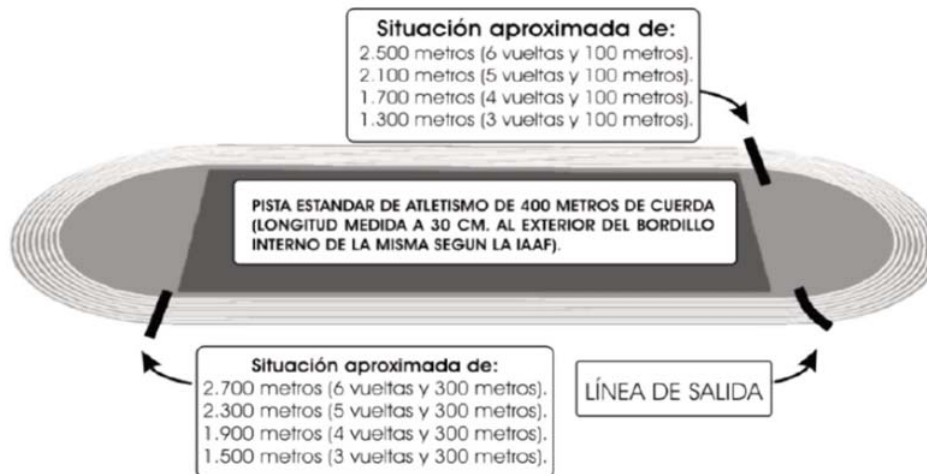 Situación aproximada de:
2.500 metros (6 vueltas y 100 metros).
2.100 metros (5 vueltas y 100 metros).
1.700 metros (4 vueltas y 100 metros).
1.300 metros (3 vueltas y 100 metros).
PISTA ESTANDAR DE ATLETISMO DE 400 METROS DE CUERDA
(LONGITUD MEDIDA A 30 CM. AL EXTERIOR DEL BORDILLO
INTERNO DE LA MISMA SEGUN LA IAAF).
Situación aproximada de:
2.700 metros (6 vueltas y 300 metros).
2.300 metros (5 vueltas y 300 metros).
1.900 metros (4 vueltas y 300 metros).
1.500 metros (3 vueltas y 300 metros).
LÍNEA DE SALIDA